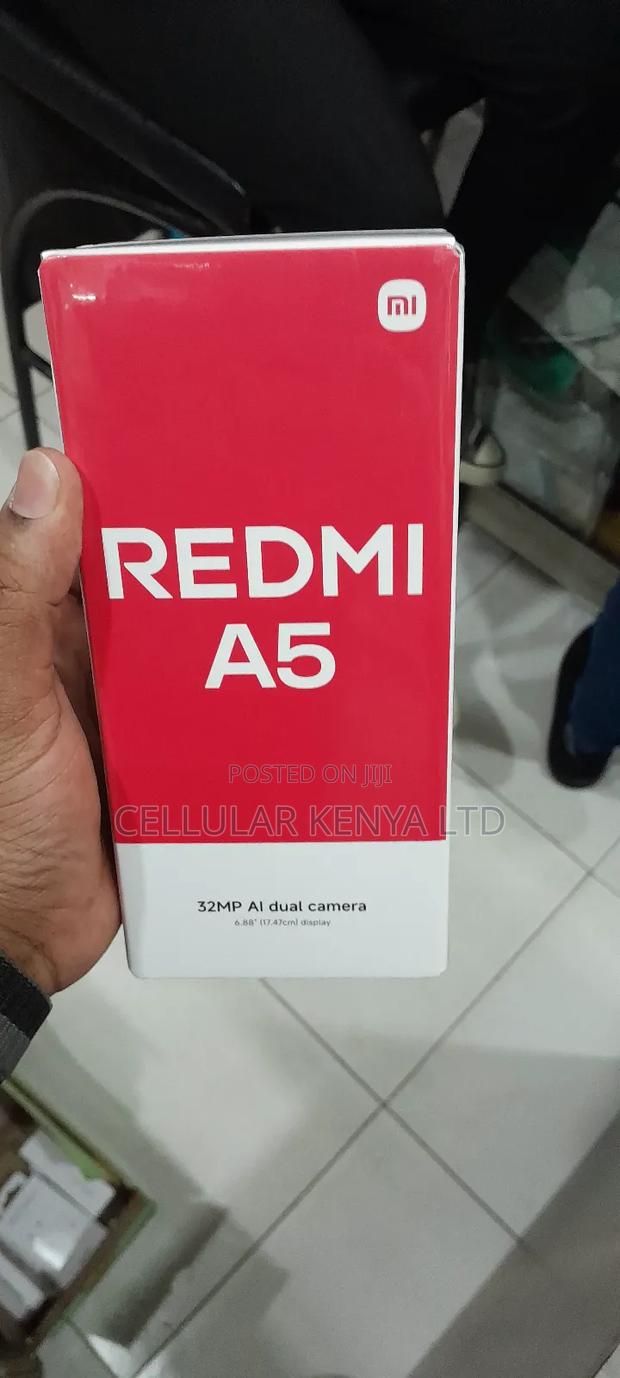 mi
REDMI
A5
POSTED ON JIJI
CELLULAR KENYA LTD
32MP AI dual camera
6.88" (17.47cm) display